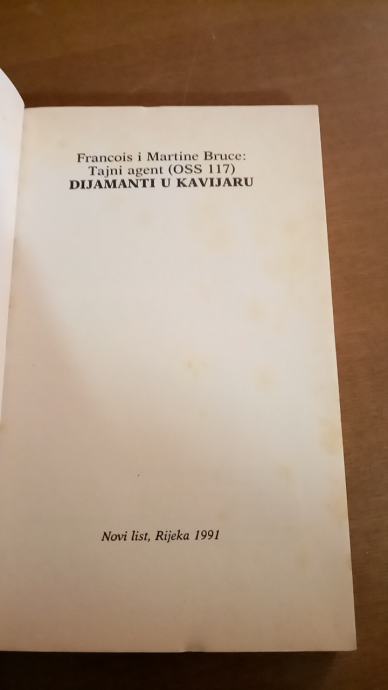 Francois i Martine Bruce:
Tajni agent (OSS 117)
DIJAMANTI U KAVIJARU
Novi list, Rijeka 1991